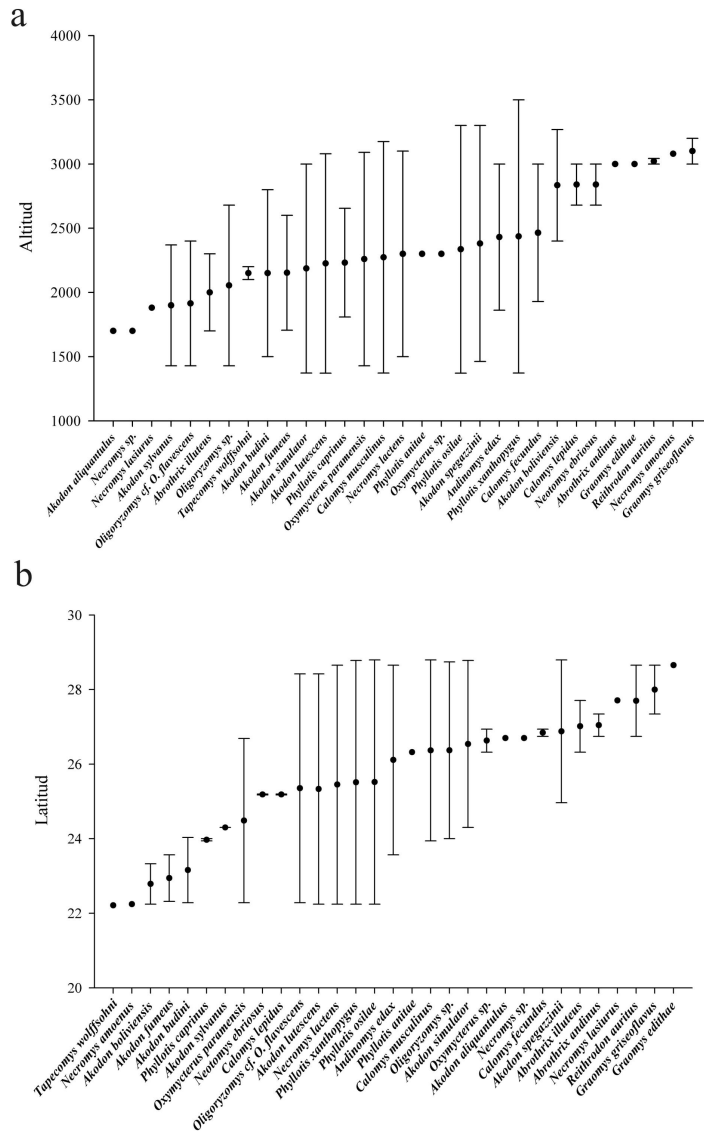 a
4000
3500
3000
2500
2000
1500
1000
Altitud
Akodon aliquantulus
Necromys sp.
Necromys lasiurus
Akodon sylvanus
Oligoryzomys cf. O. flavescens
Abrothrix illuteus
Oligoryzomys sp.
Tapecomys wolffsohni
Akodon budini
Akodon fumeus
Akodon simulator
Akodon lutescens
Phyllotis caprinus
Oxymycterus paramensis
Calomys musculinus
Necromys lactens
Phyllotis anitae
Oxymycterus sp.
Phyllotis osilae
Akodon spegazzinii
Andinomys edax
Phyllotis xanthopygus
Calomys fecundus
Akodon boliviensis
Calomys lepidus
Neotomys ebriosus
Abrothrix andinus
Graomys edithae
Reithrodon auritus
Necromys amoenus
Graomys griseoflavus
b
30
28
26
24
22
20
Latitud
Tapecomys wolffsohni
Necromys amoenus
Akodon boliviensis
Akodon fumeus
Akodon budini
Phyllotis caprinus
Akodon sylvanus
Oxymycterus paramensis
Neotomys ebriosus
Calomys lepidus
Oligoryzomys cf. O. flavescens
Akodon lutescens
Necromys lactens
Phyllotis xanthopygus
Phyllotis osilae
Andinomys edax
Phyllotis anitae
Calomys musculinus
Oligoryzomys sp.
Akodon simulator
Oxymycterus sp.
Akodon aliquantulus
Necromys sp.
Calomys fecundus
Akodon spegazzinii
Abrothrix illuteus
Abrothrix andinus
Necromys lasiurus
Reithrodon auritus
Graomys griseoflavus
Graomys edithae